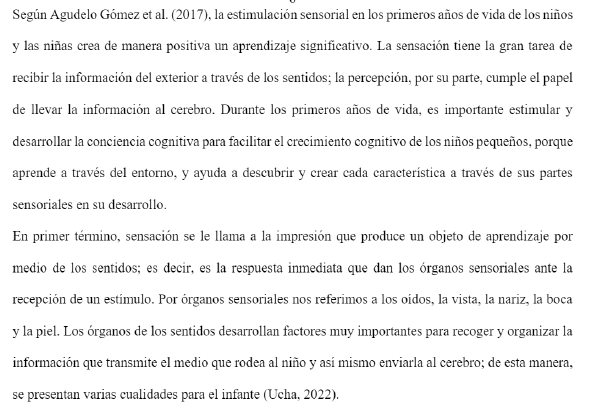 Según Agudelo Gómez et al. (2017), la estimulación sensorial en los primeros años de vida de los niños
y las niñas crea de manera positiva un aprendizaje significativo. La sensación tiene la gran tarea de
recibir la información del exterior a través de los sentidos; la percepción, por su parte, cumple el papel
de llevar la información al cerebro. Durante los primeros años de vida, es importante estimular y
desarrollar la conciencia cognitiva para facilitar el crecimiento cognitivo de los niños pequeños, porque
aprende a través del entorno, y ayuda a descubrir y crear cada característica a través de sus partes
sensoriales en su desarrollo.
En primer término, sensación se le llama a la impresión que produce un objeto de aprendizaje por
medio de los sentidos; es decir, es la respuesta inmediata que dan los órganos sensoriales ante la
recepción de un estímulo. Por órganos sensoriales nos referimos a los oídos, la vista, la nariz, la boca
y la piel. Los órganos de los sentidos desarrollan factores muy importantes para recoger y organizar la
información que transmite el medio que rodea al niño y asi mismo enviarla al cerebro; de esta manera,
se presentan varias cualidades para el infante (Ucha, 2022).